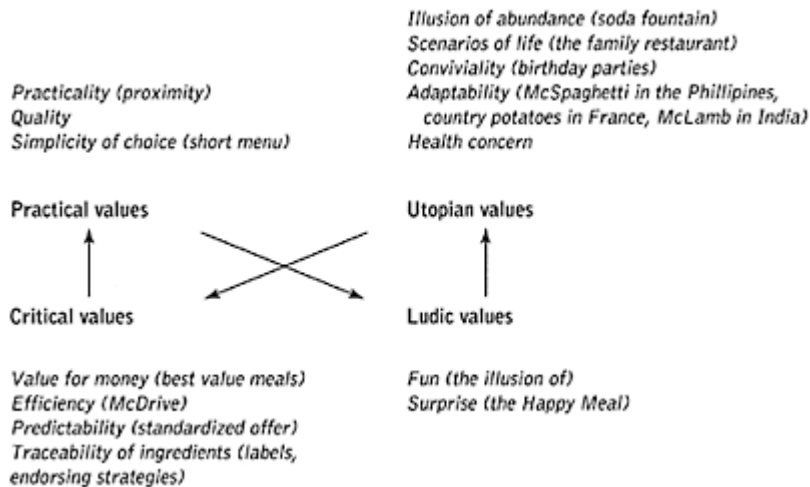 Illusion of abundance (soda fountain)
Scenarios of life (the family restaurant)
Conviviality (birthday parties)
Adaptability (McSpaghetti in the Phillipines,
country potatoes in France, McLamb in India)
Health concern
Practicality (proximity)
Quality
Simplicity of choice (short menu)
Practical values
Utopian values
Critical values
Ludic values
Value for money (best value meals)
Efficiency (McDrive)
Predictability (standardized offer)
Traceability of ingredients (labels,
endorsing strategies)
Fun (the illusion of)
Surprise (the Happy Meal)